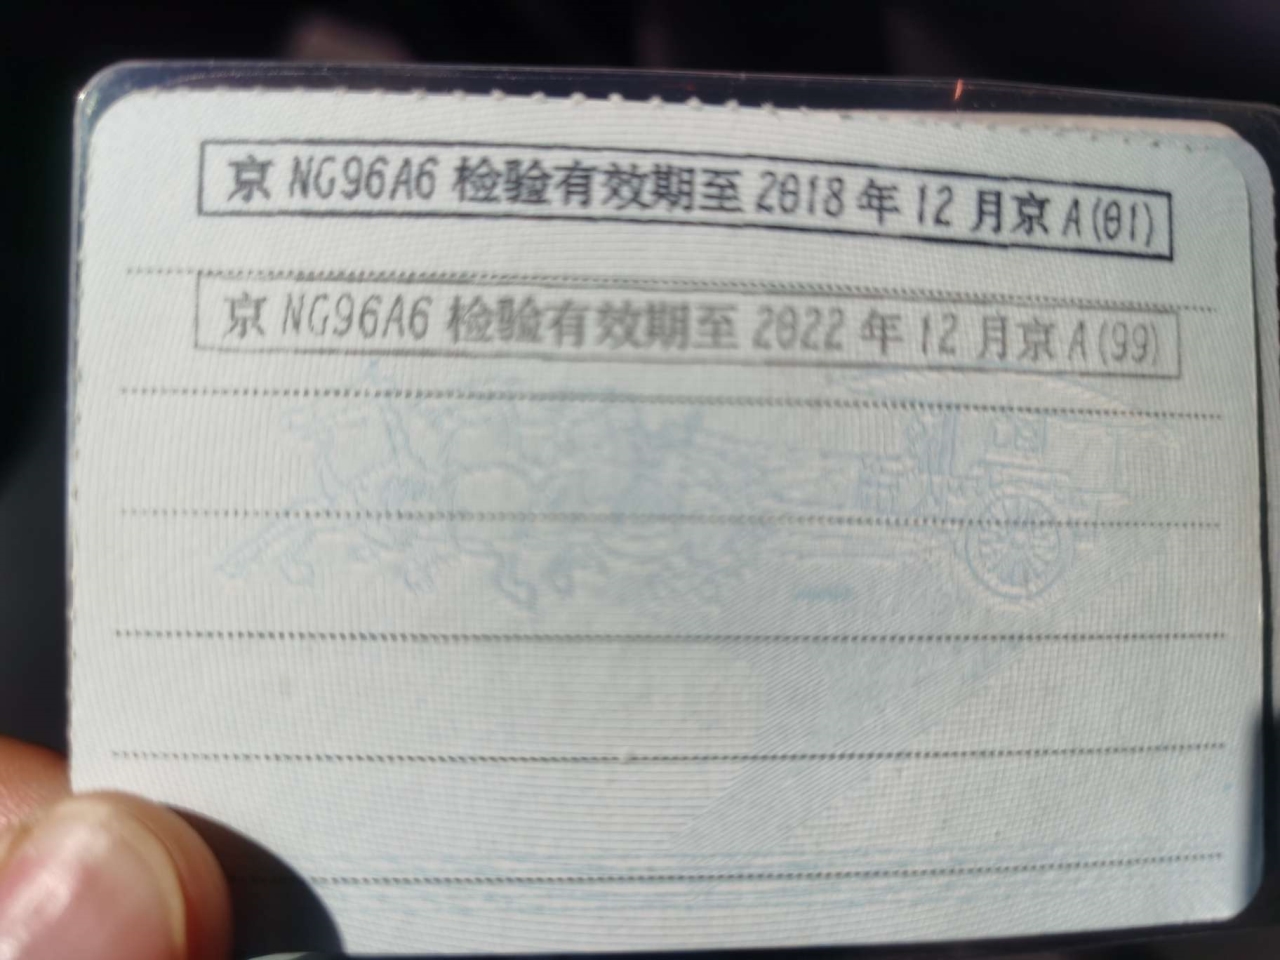 京 NG96A6 检验有效期至 2018 年 12 月京 A(01)
京 NG96A6 检验有效期至 2022 年 12 月京 A(99)